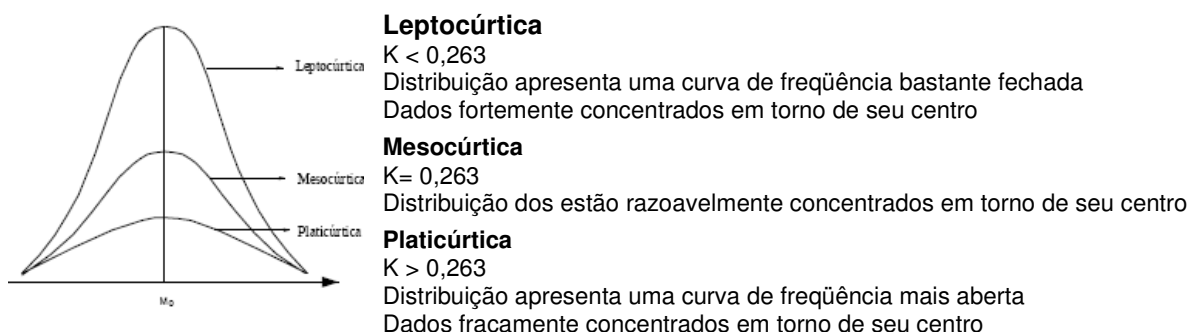 Leptocúrtica
Mesocúrtica
Platicúrtica
Mo
Leptocúrtica
K < 0,263
Distribuição apresenta uma curva de freqüência bastante fechada
Dados fortemente concentrados em torno de seu centro
Mesocúrtica
K= 0,263
Distribuição dos estão razoavelmente concentrados em torno de seu centro
Platicúrtica
K > 0,263
Distribuição apresenta uma curva de freqüência mais aberta
Dados fracamente concentrados em torno de seu centro